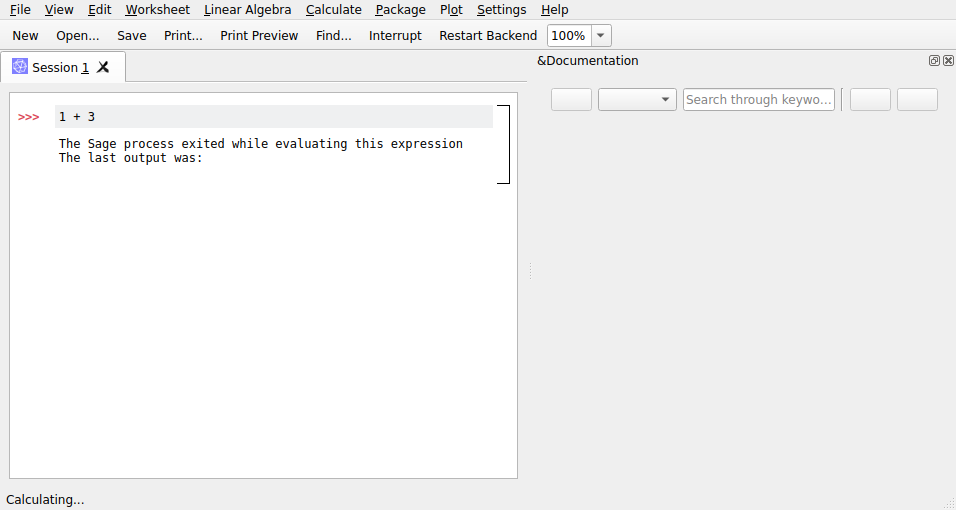 File View Edit Worksheet Linear Algebra Calculate Package Plot Settings Help
New Open... Save Print... Print Preview Find... Interrupt Restart Backend 100%
Session 1
&Documentation
Search through keywo...
>>> 1 + 3
The Sage process exited while evaluating this expression
The last output was:
Calculating...